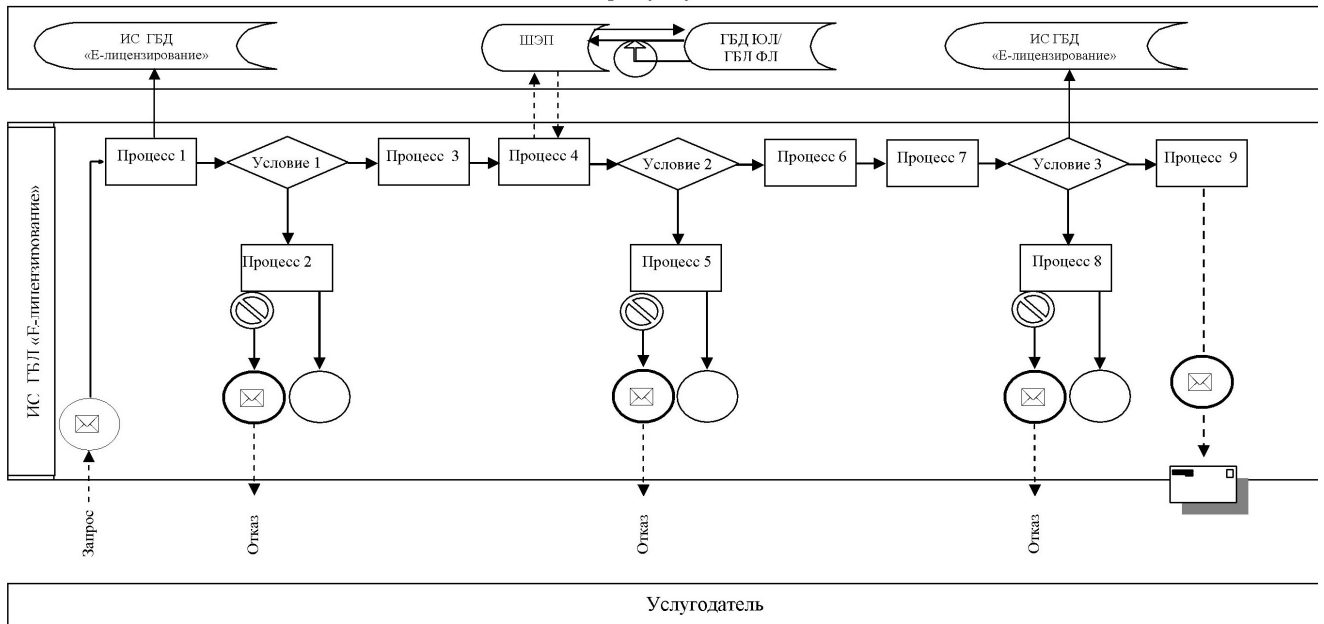 ИС ГБД
«Е-лицензирование»
ШЭП
ГБД ЮЛ/
ГБД ФЛ
ИС ГБД
«Е-лицензирование»
ИС ГБД «Е-лицензирование»
Процесс 1
Условие 1
Процесс 3
Процесс 4
Условие 2
Процесс 6
Процесс 7
Условие 3
Процесс 9
Процесс 2
Процесс 5
Процесс 8
Запрос
Отказ
Отказ
Отказ
Услугодатель